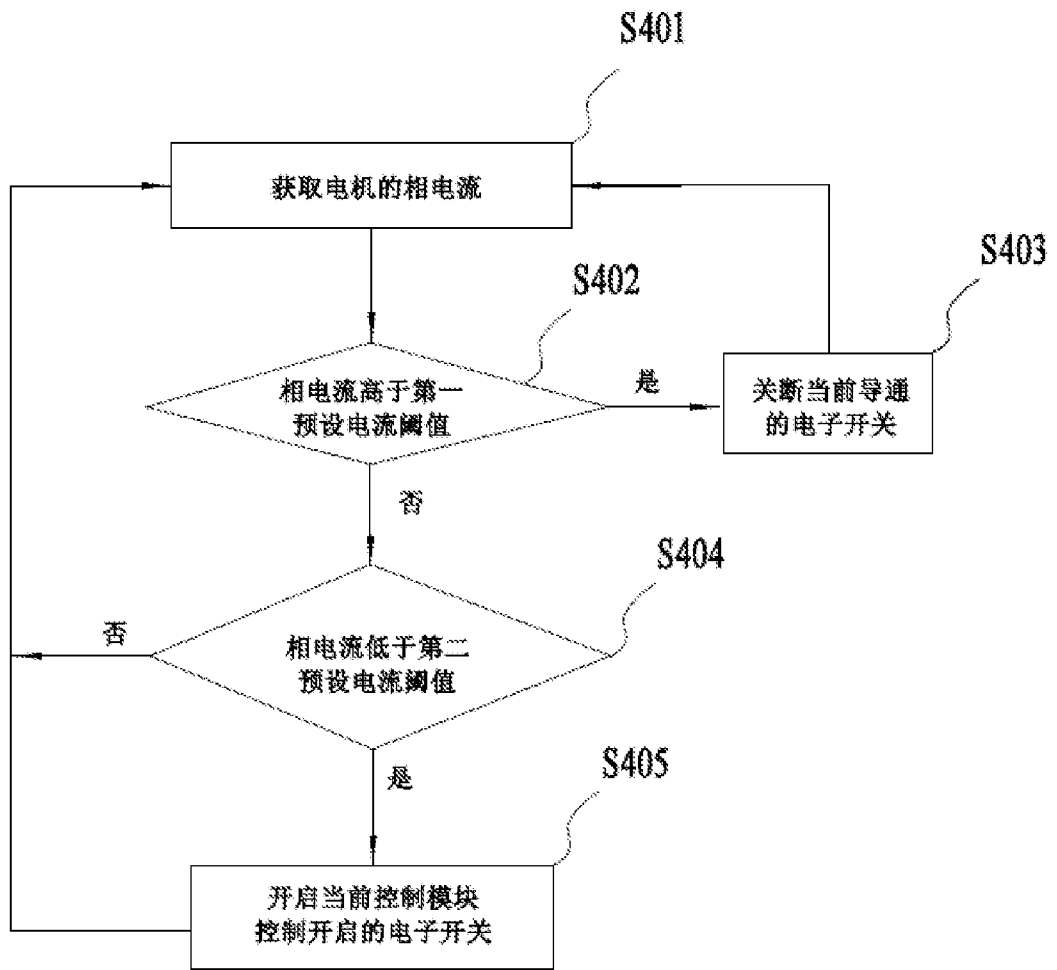 S401
获取电机的相电流
S403
S402
相电流高于第一
预设电流阈值
是
关断当前导通
的电子开关
否
S404
否
相电流低于第二
预设电流阈值
是
S405
开启当前控制模块
控制开启的电子开关